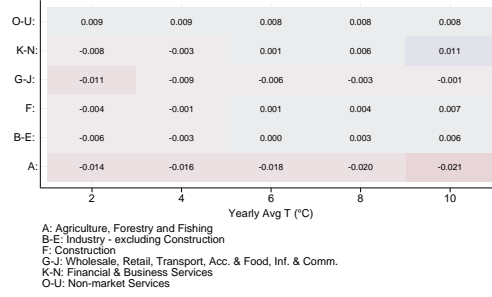 O-U: 0.009 0.009 0.008 0.008 0.008
K-N: -0.008 -0.003 0.001 0.006 0.011
G-J: -0.011 -0.009 -0.006 -0.003 -0.001
F: -0.004 -0.001 0.001 0.004 0.007
B-E: -0.006 -0.003 0.000 0.003 0.006
A: -0.014 -0.016 -0.018 -0.020 -0.021
2 4 6 8 10
Yearly Avg T (°C)
A: Agriculture, Forestry and Fishing
B-E: Industry - excluding Construction
F: Construction
G-J: Wholesale, Retail, Transport, Acc. & Food, Inf. & Comm.
K-N: Financial & Business Services
O-U: Non-market Services